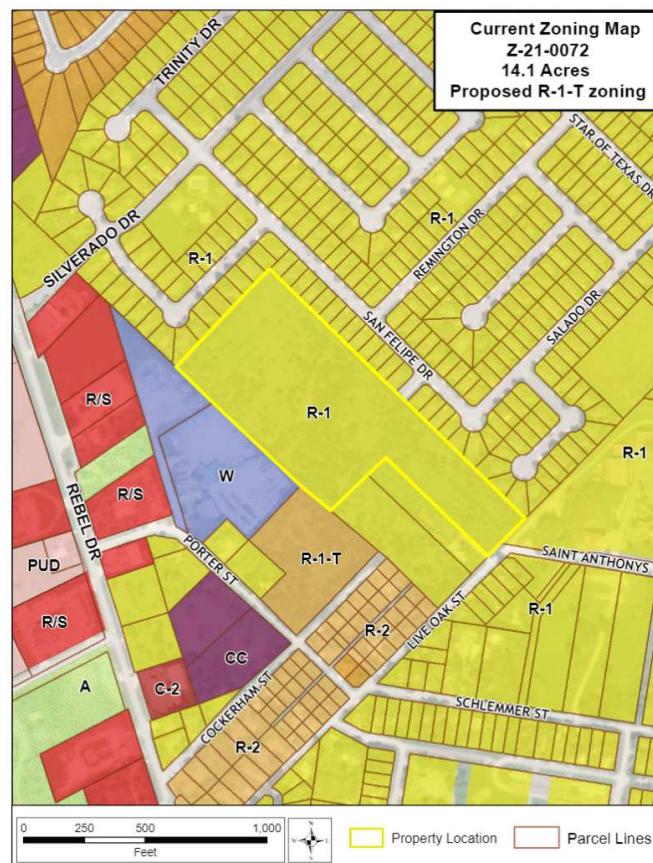 Current Zoning Map
Z-21-0072
14.1 Acres
Proposed R-1-T zoning
TRINITY DR
STAR OF TEXAS DR
R-1
REMINGTON DR
SILVERADO DR
R-1
SALADO DR
SAN FELIPE DR
R/S
R-1
R-1
W
R/S
REBEL DR
PORTER ST
SAINT ANTHONYS
PUD
R-1-T
R-1
R/S
R-2
LIVE OAK ST
CC
A
C-2
COCKERHAM ST
SCHLEMMER ST
R-2
0 250 500 1,000
Feet
N
W E
S
Property Location
Parcel Lines